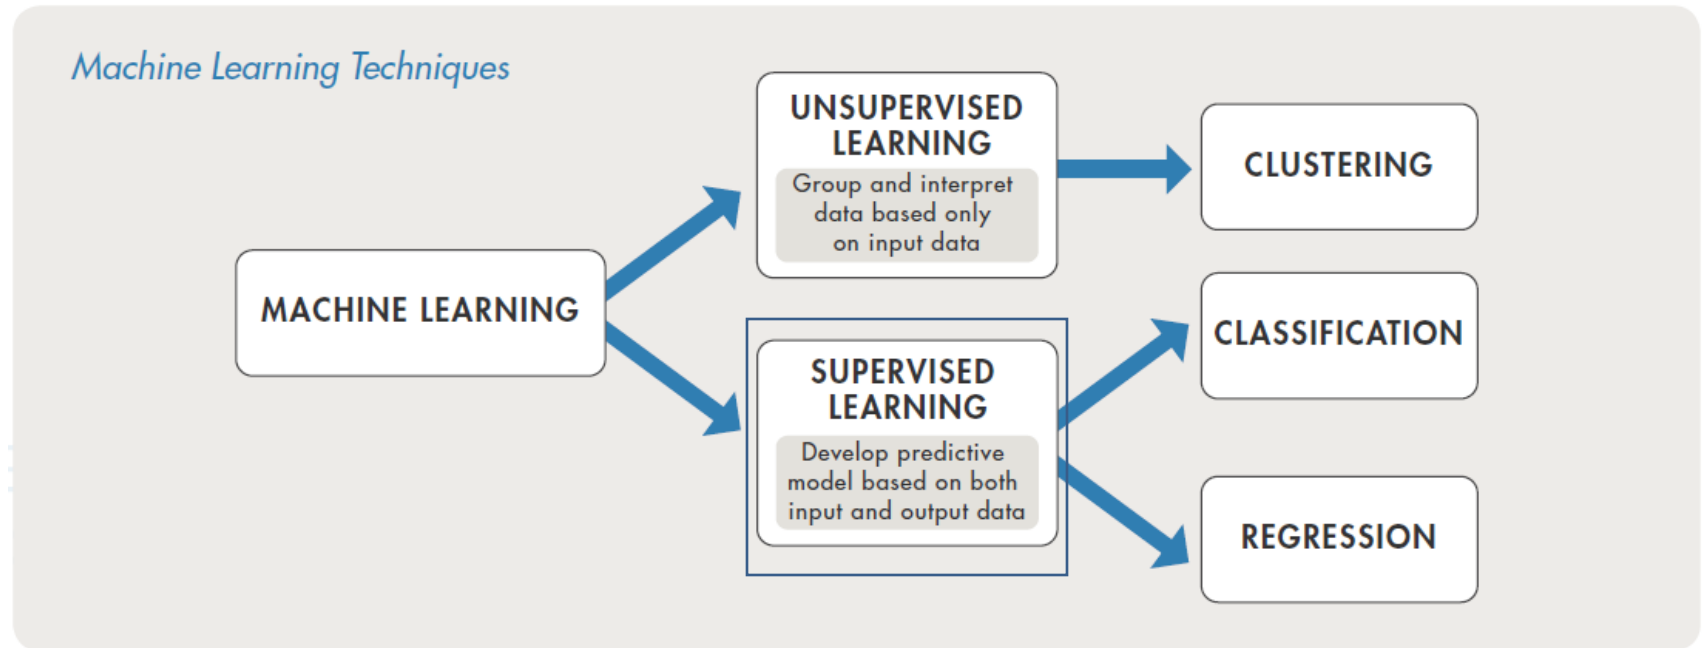 Machine Learning Techniques
UNSUPERVISED
LEARNING
Group and interpret
data based only
on input data
CLUSTERING
MACHINE LEARNING
CLASSIFICATION
SUPERVISED
LEARNING
Develop predictive
model based on both
input and output data
REGRESSION